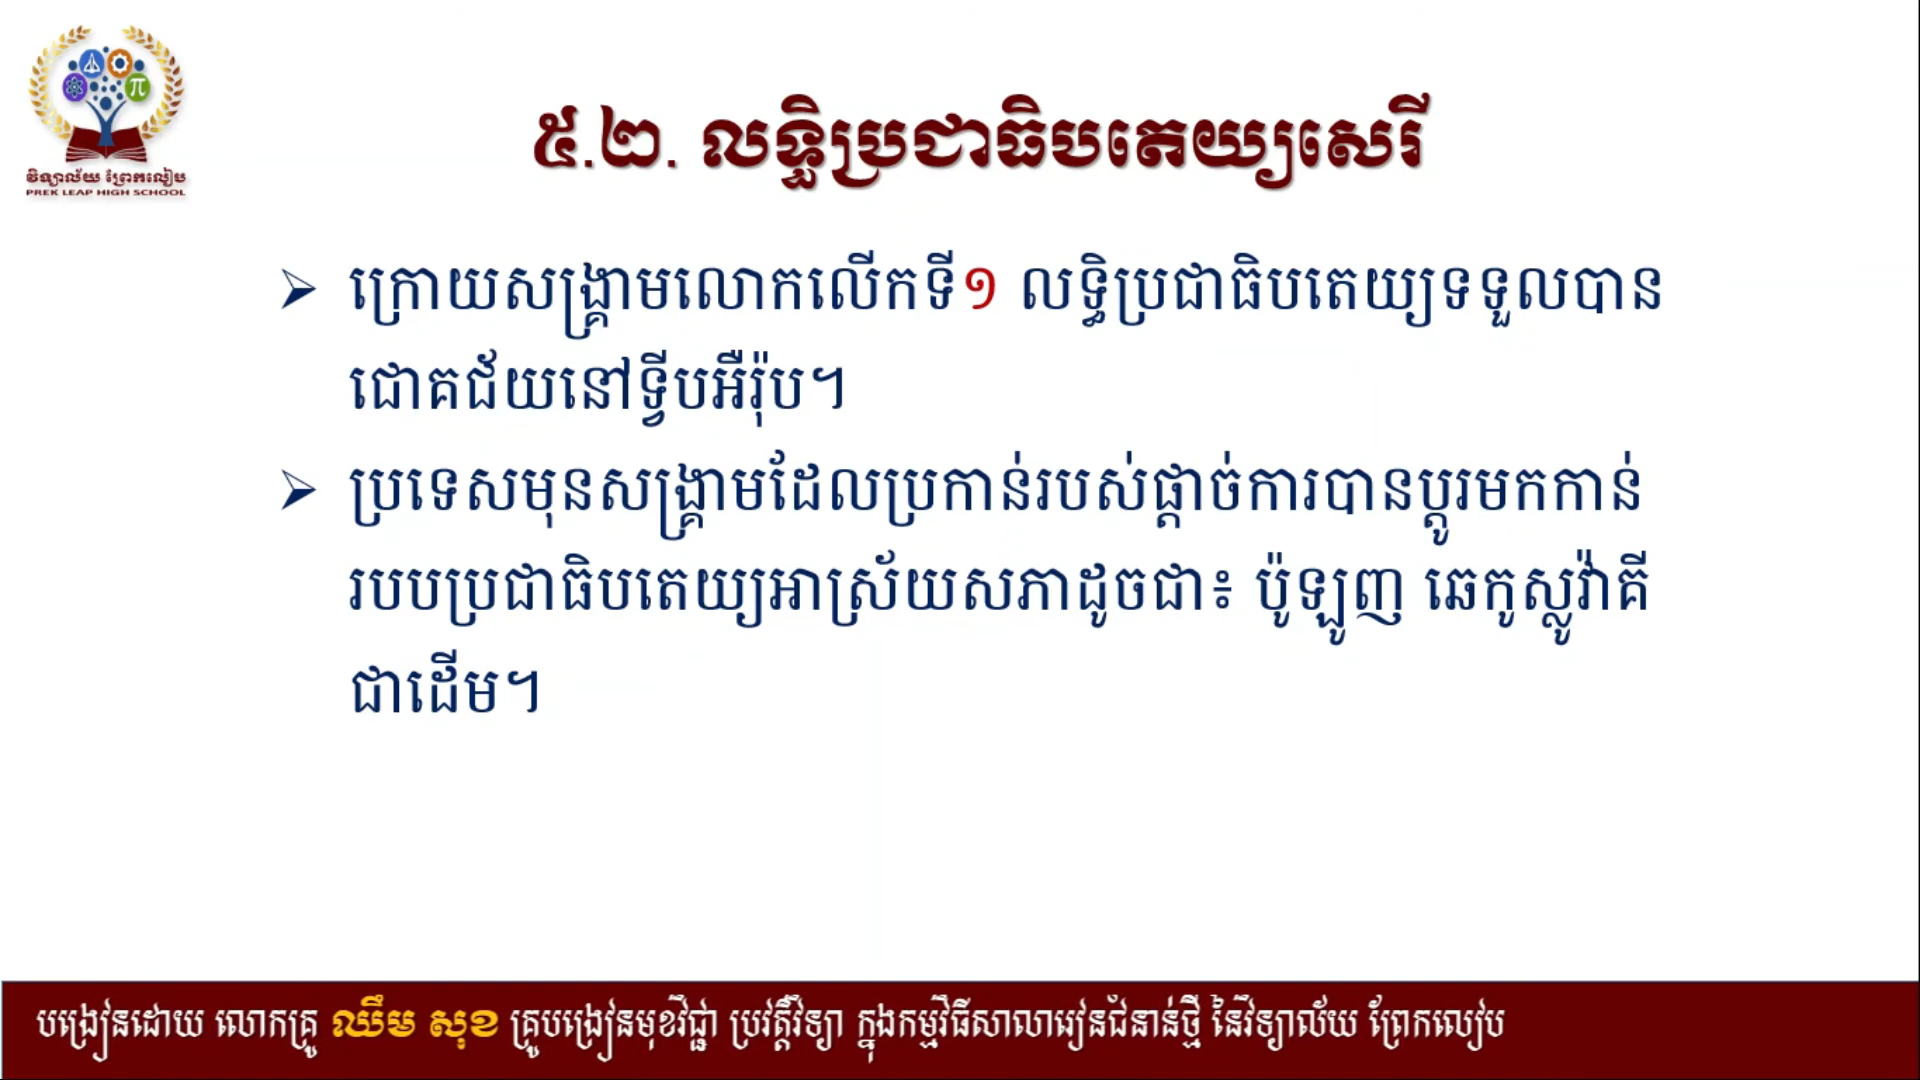 វិទ្យាល័យ ព្រែកលៀប
PREK LEAP HIGH SCHOOL
៥.២. លទ្ធិប្រជាធិបតេយ្យសេរី
➢ ក្រោយសង្គ្រាមលោកលើកទី១ លទ្ធិប្រជាធិបតេយ្យទទួលបាន
ជោគជ័យនៅទ្វីបអឺរ៉ុប។
➢ ប្រទេសមុនសង្គ្រាមដែលប្រកាន់របស់ផ្តាច់ការបានប្តូរមកកាន់
របបប្រជាធិបតេយ្យអាស្រ័យសភាដូចជា៖ ប៉ូឡូញ ឆេកូស្លូវ៉ាគី
ជាដើម។
បង្រៀនដោយ លោកគ្រូ ឈឹម សុខ គ្រូបង្រៀនមុខវិជ្ជា ប្រវត្តិវិទ្យា ក្នុងកម្មវិធីសាលារៀនជំនាន់ថ្មី នៃវិទ្យាល័យ ព្រែកលៀប